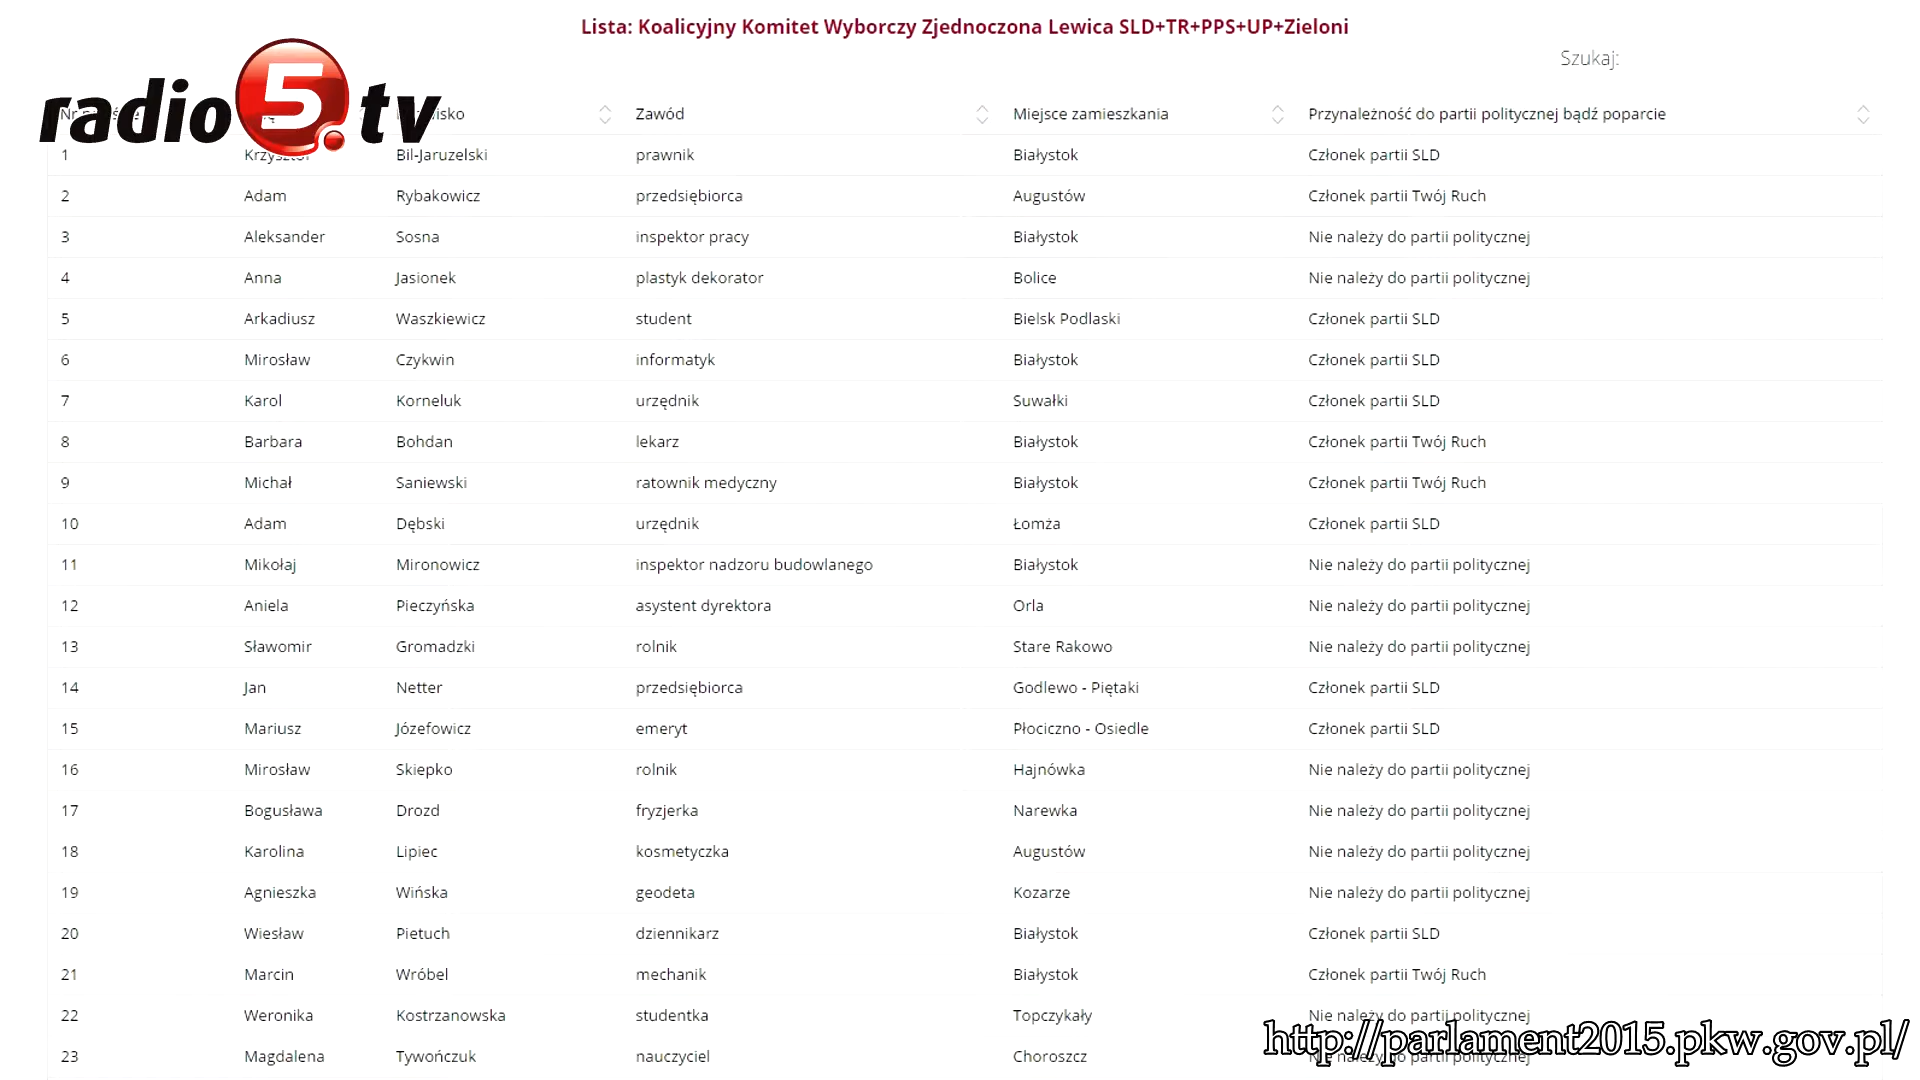 Lista: Koalicyjny Komitet Wyborczy Zjednoczona Lewica SLD+TR+PPS+UP+Zieloni
Szukaj:
radio 5.tv
Zawód Miejsce zamieszkania Przynależność do partii politycznej bądź poparcie
1 Krzysztof Bil-Jaruzelski prawnik Białystok Członek partii SLD
2 Adam Rybakowicz przedsiębiorca Augustów Członek partii Twój Ruch
3 Aleksander Sosna inspektor pracy Białystok Nie należy do partii politycznej
4 Anna Jasionek plastyk dekorator Bolice Nie należy do partii politycznej
5 Arkadiusz Waszkiewicz student Bielsk Podlaski Członek partii SLD
6 Mirosław Czykwin informatyk Białystok Członek partii SLD
7 Karol Korneluk urzędnik Suwałki Członek partii SLD
8 Barbara Bohdan lekarz Białystok Członek partii Twój Ruch
9 Michał Saniewski ratownik medyczny Białystok Członek partii Twój Ruch
10 Adam Dębski urzędnik Łomża Członek partii SLD
11 Mikołaj Mironowicz inspektor nadzoru budowlanego Białystok Nie należy do partii politycznej
12 Aniela Pieczyńska asystent dyrektora Orla Nie należy do partii politycznej
13 Sławomir Gromadzki rolnik Stare Rakowo Nie należy do partii politycznej
14 Jan Netter przedsiębiorca Godlewo - Piętaki Członek partii SLD
15 Mariusz Józefowicz emeryt Płociczno - Osiedle Członek partii SLD
16 Mirosław Skiepko rolnik Hajnówka Nie należy do partii politycznej
17 Bogusława Drozd fryzjerka Narewka Nie należy do partii politycznej
18 Karolina Lipiec kosmetyczka Augustów Nie należy do partii politycznej
19 Agnieszka Wińska geodeta Kozarze Nie należy do partii politycznej
20 Wiesław Pietuch dziennikarz Białystok Członek partii SLD
21 Marcin Wróbel mechanik Białystok Członek partii Twój Ruch
22 Weronika Kostrzanowska studentka Topczykały Nie należy do partii politycznej
23 Magdalena Tywończuk nauczyciel Choroszcz Nie należy do partii politycznej
http://parlament2015.pkw.gov.pl/